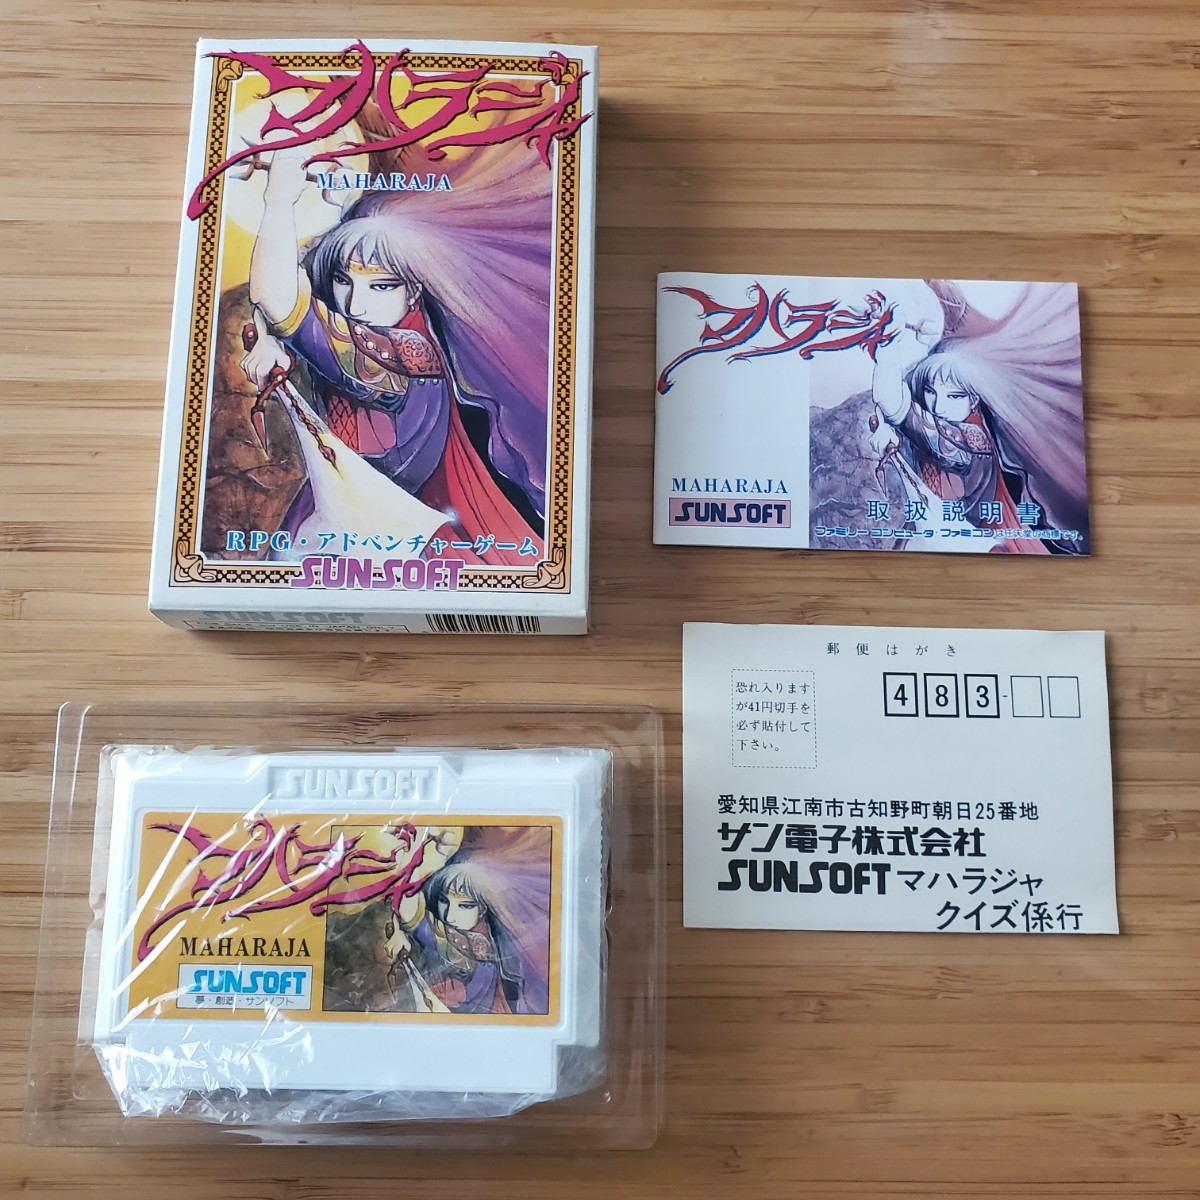 マハラジャ
MAHARAJA
RPG・アドベンチャーゲーム
SUNSOFT
SUNSOFT
マハラジャ
MAHARAJA
SUNSOFT
取扱説明書
ファミリーコンピュータ・ファミコンは任天堂の商標です。
郵便はがき
恐れ入ります
が41円切手を
必ず貼付して
下さい。
483-
愛知県江南市古知野町朝日25番地
サン電子株式会社
SUNSOFT マハラジャ
クイズ係行
SUNSOFT
マハラジャ
MAHARAJA
SUNSOFT
夢・創造・サンソフト